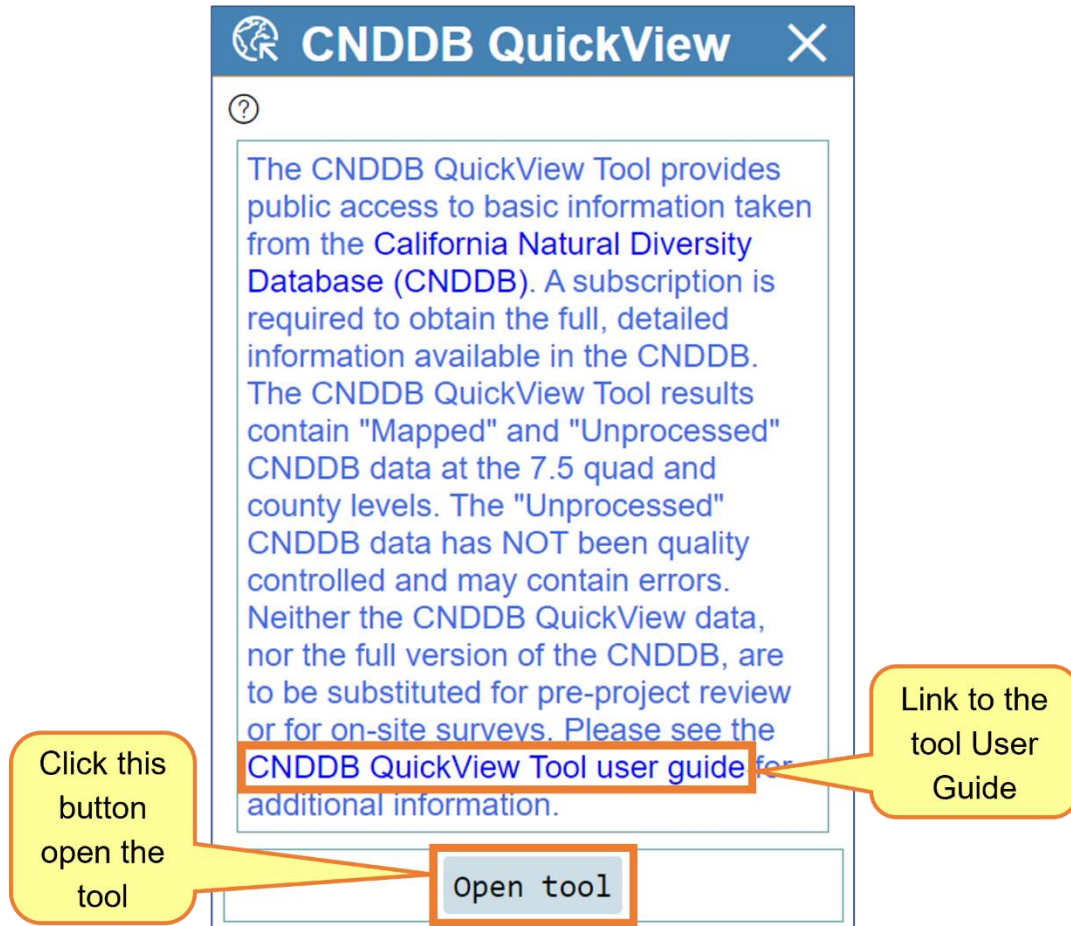 CNDDB QuickView
The CNDDB QuickView Tool provides
public access to basic information taken
from the California Natural Diversity
Database (CNDDB). A subscription is
required to obtain the full, detailed
information available in the CNDDB.
The CNDDB QuickView Tool results
contain "Mapped" and "Unprocessed"
CNDDB data at the 7.5 quad and
county levels. The "Unprocessed"
CNDDB data has NOT been quality
controlled and may contain errors.
Neither the CNDDB QuickView data,
nor the full version of the CNDDB, are
to be substituted for pre-project review
or for on-site surveys. Please see the
CNDDB QuickView Tool user guide for
additional information.
Link to the
tool User
Guide
Click this
button
open the
tool
Open tool